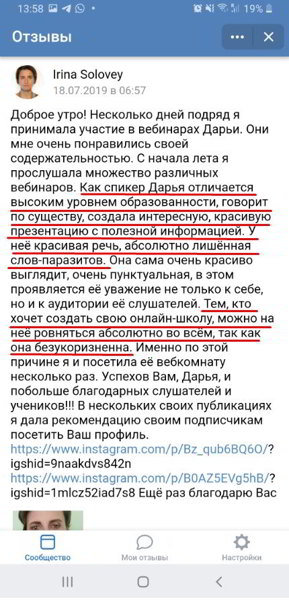 13:58
19%
Отзывы
Irina Solovey
18.07.2019 в 06:57
Доброе утро! Несколько дней подряд я
принимала участие в вебинарах Дарьи. Они
мне очень понравились своей
содержательностью. С начала лета я
прослушала множество различных
вебинаров. Как спикер Дарья отличается
высоким уровнем образованности, говорит
по существу, создала интересную, красивую
презентацию с полезной информацией. У
неё красивая речь, абсолютно лишённая
слов-паразитов. Она сама очень красиво
выглядит, очень пунктуальная, в этом
проявляется её уважение не только к себе,
но и к аудитории её слушателей. Тем, кто
хочет создать свою онлайн-школу, можно на
неё ровняться абсолютно во всём, так как
она безукоризненна. Именно по этой
причине я и посетила её вебкомнату
несколько раз. Успехов Вам, Дарья, и
побольше благодарных слушателей и
учеников!!! В нескольких своих публикациях
я дала рекомендацию своим подписчикам
посетить Ваш профиль.
https://www.instagram.com/p/Bz_qub6BQ6O/?
igshid=9naakdvs842n
https://www.instagram.com/p/B0AZ5EVg5hB/?
igshid=1mlcz52iad7s8 Ещё раз благодарю Вас
Сообщество
Мои отзывы
Настройки